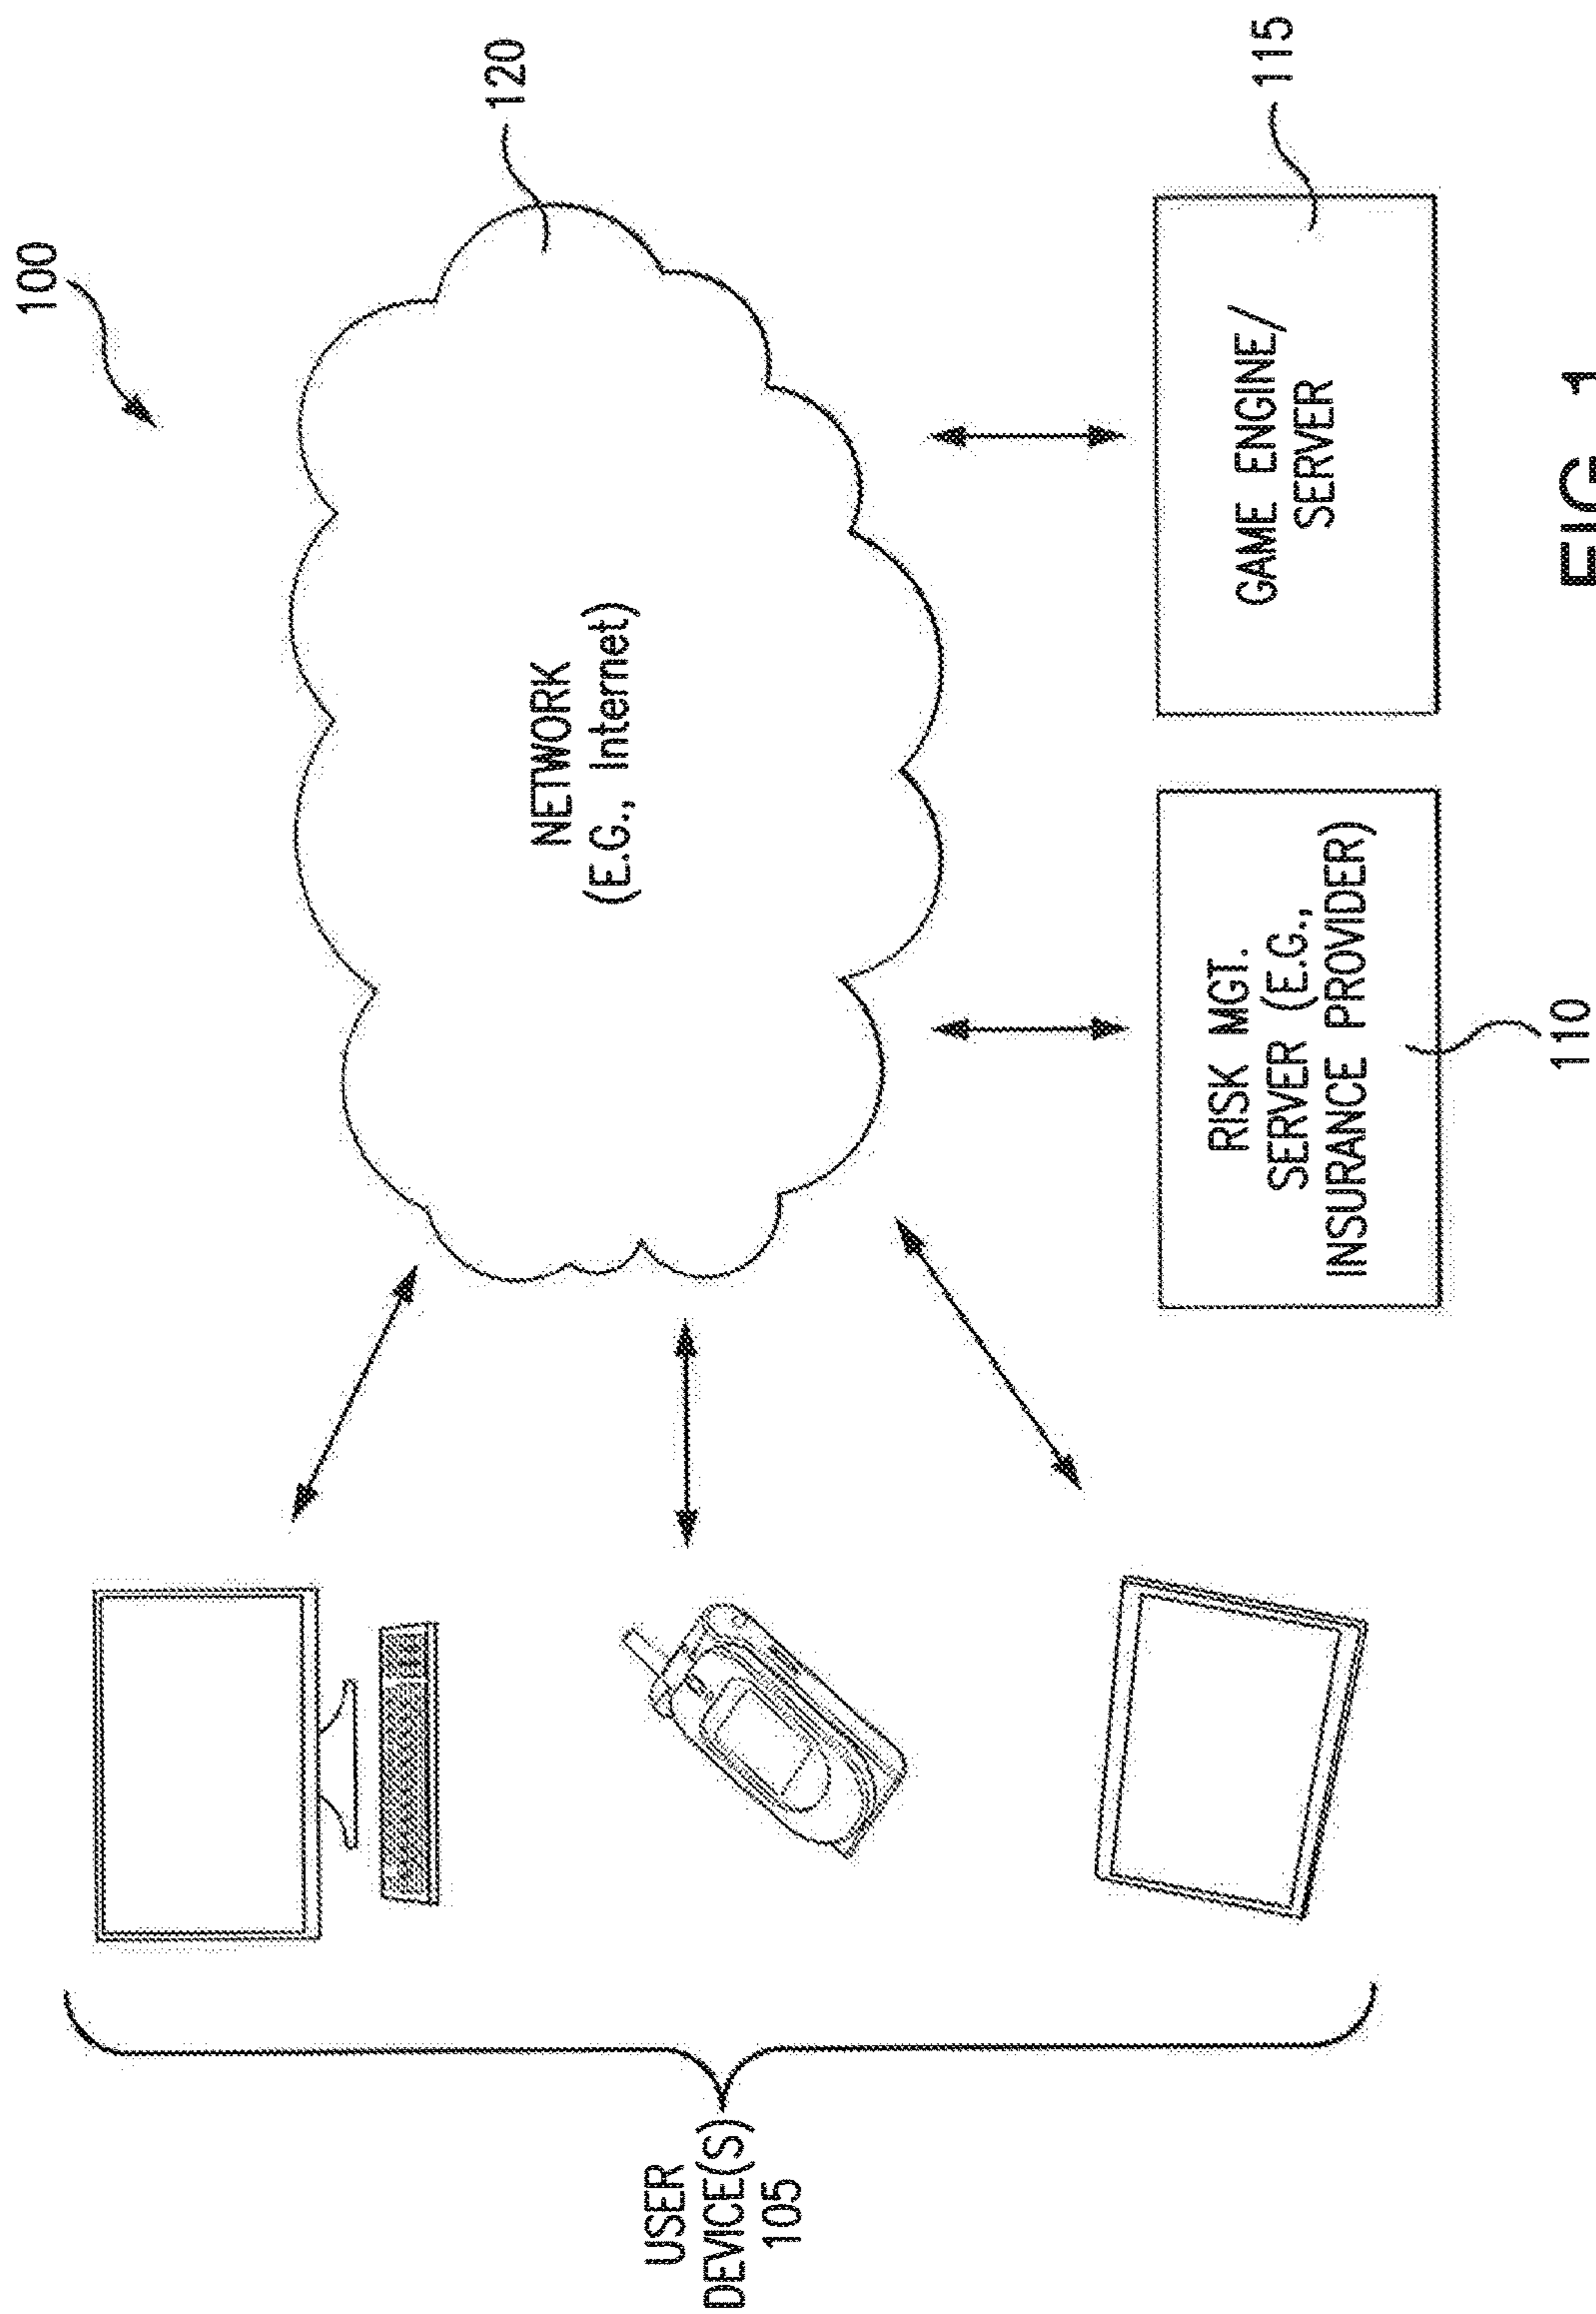 100
120
NETWORK
(E.G., Internet)
USER
DEVICE(S)
105
RISK MGT.
SERVER (E.G.,
INSURANCE PROVIDER)
110
GAME ENGINE/
SERVER
115
FIG. 1